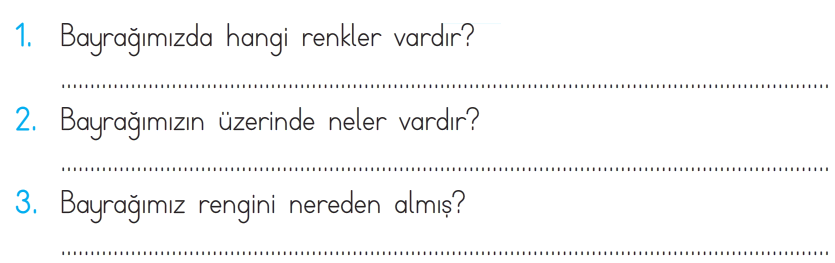 1. Bayrağımızda hangi renkler vardır?
2. Bayrağımızın üzerinde neler vardır?
3. Bayrağımız rengini nereden almış?